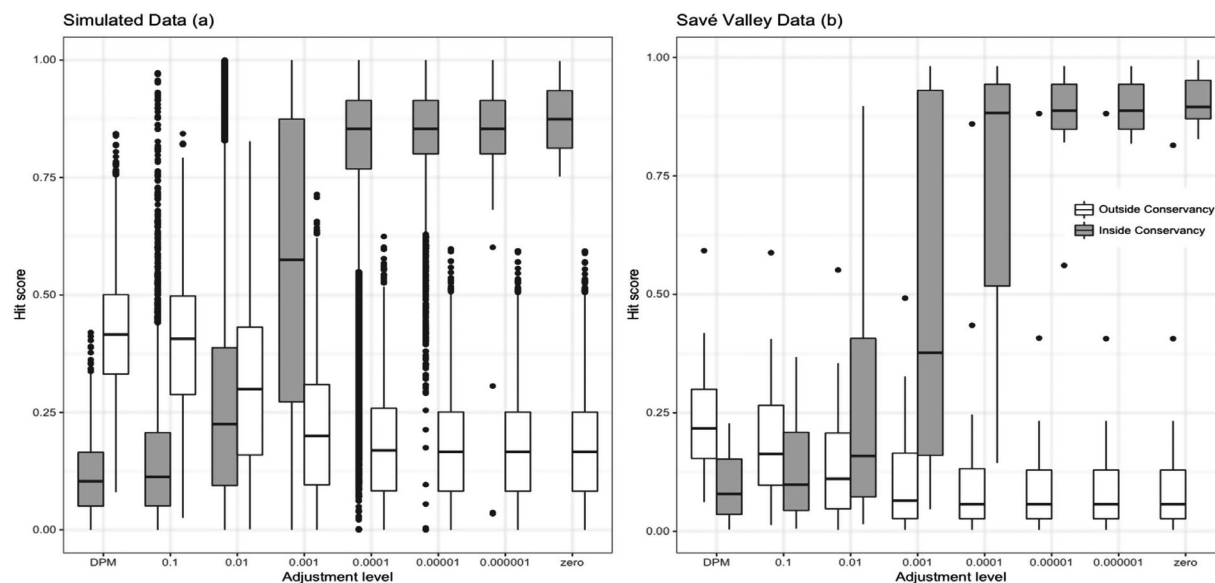 Simulated Data (a)
Hit score
1.00
0.75
0.50
0.25
0.00
DPM 0.1 0.01 0.001 0.0001 0.00001 0.000001 zero
Adjustment level
Savé Valley Data (b)
Hit score
1.00
0.75
0.50
0.25
0.00
Outside Conservancy
Inside Conservancy
DPM 0.1 0.01 0.001 0.0001 0.00001 0.000001 zero
Adjustment level